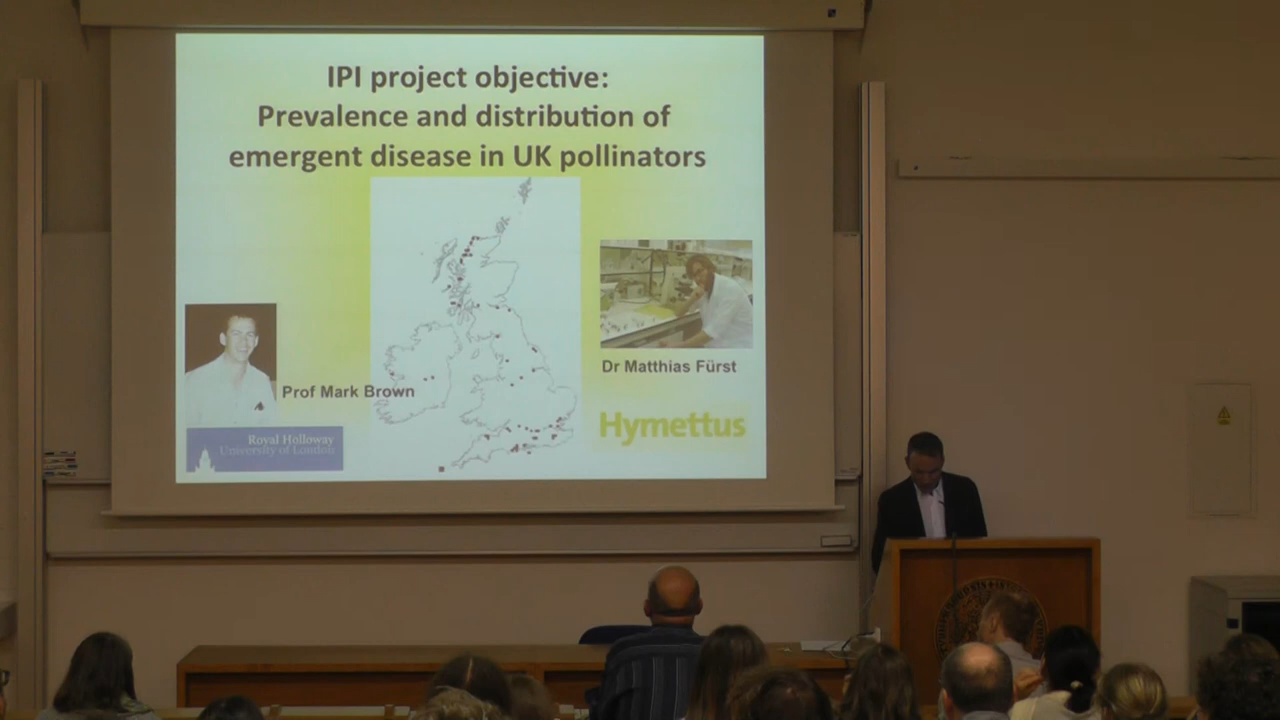 IPI project objective:
Prevalence and distribution of
emergent disease in UK pollinators
Prof Mark Brown
Royal Holloway
University of London
Dr Matthias Fürst
Hymettus